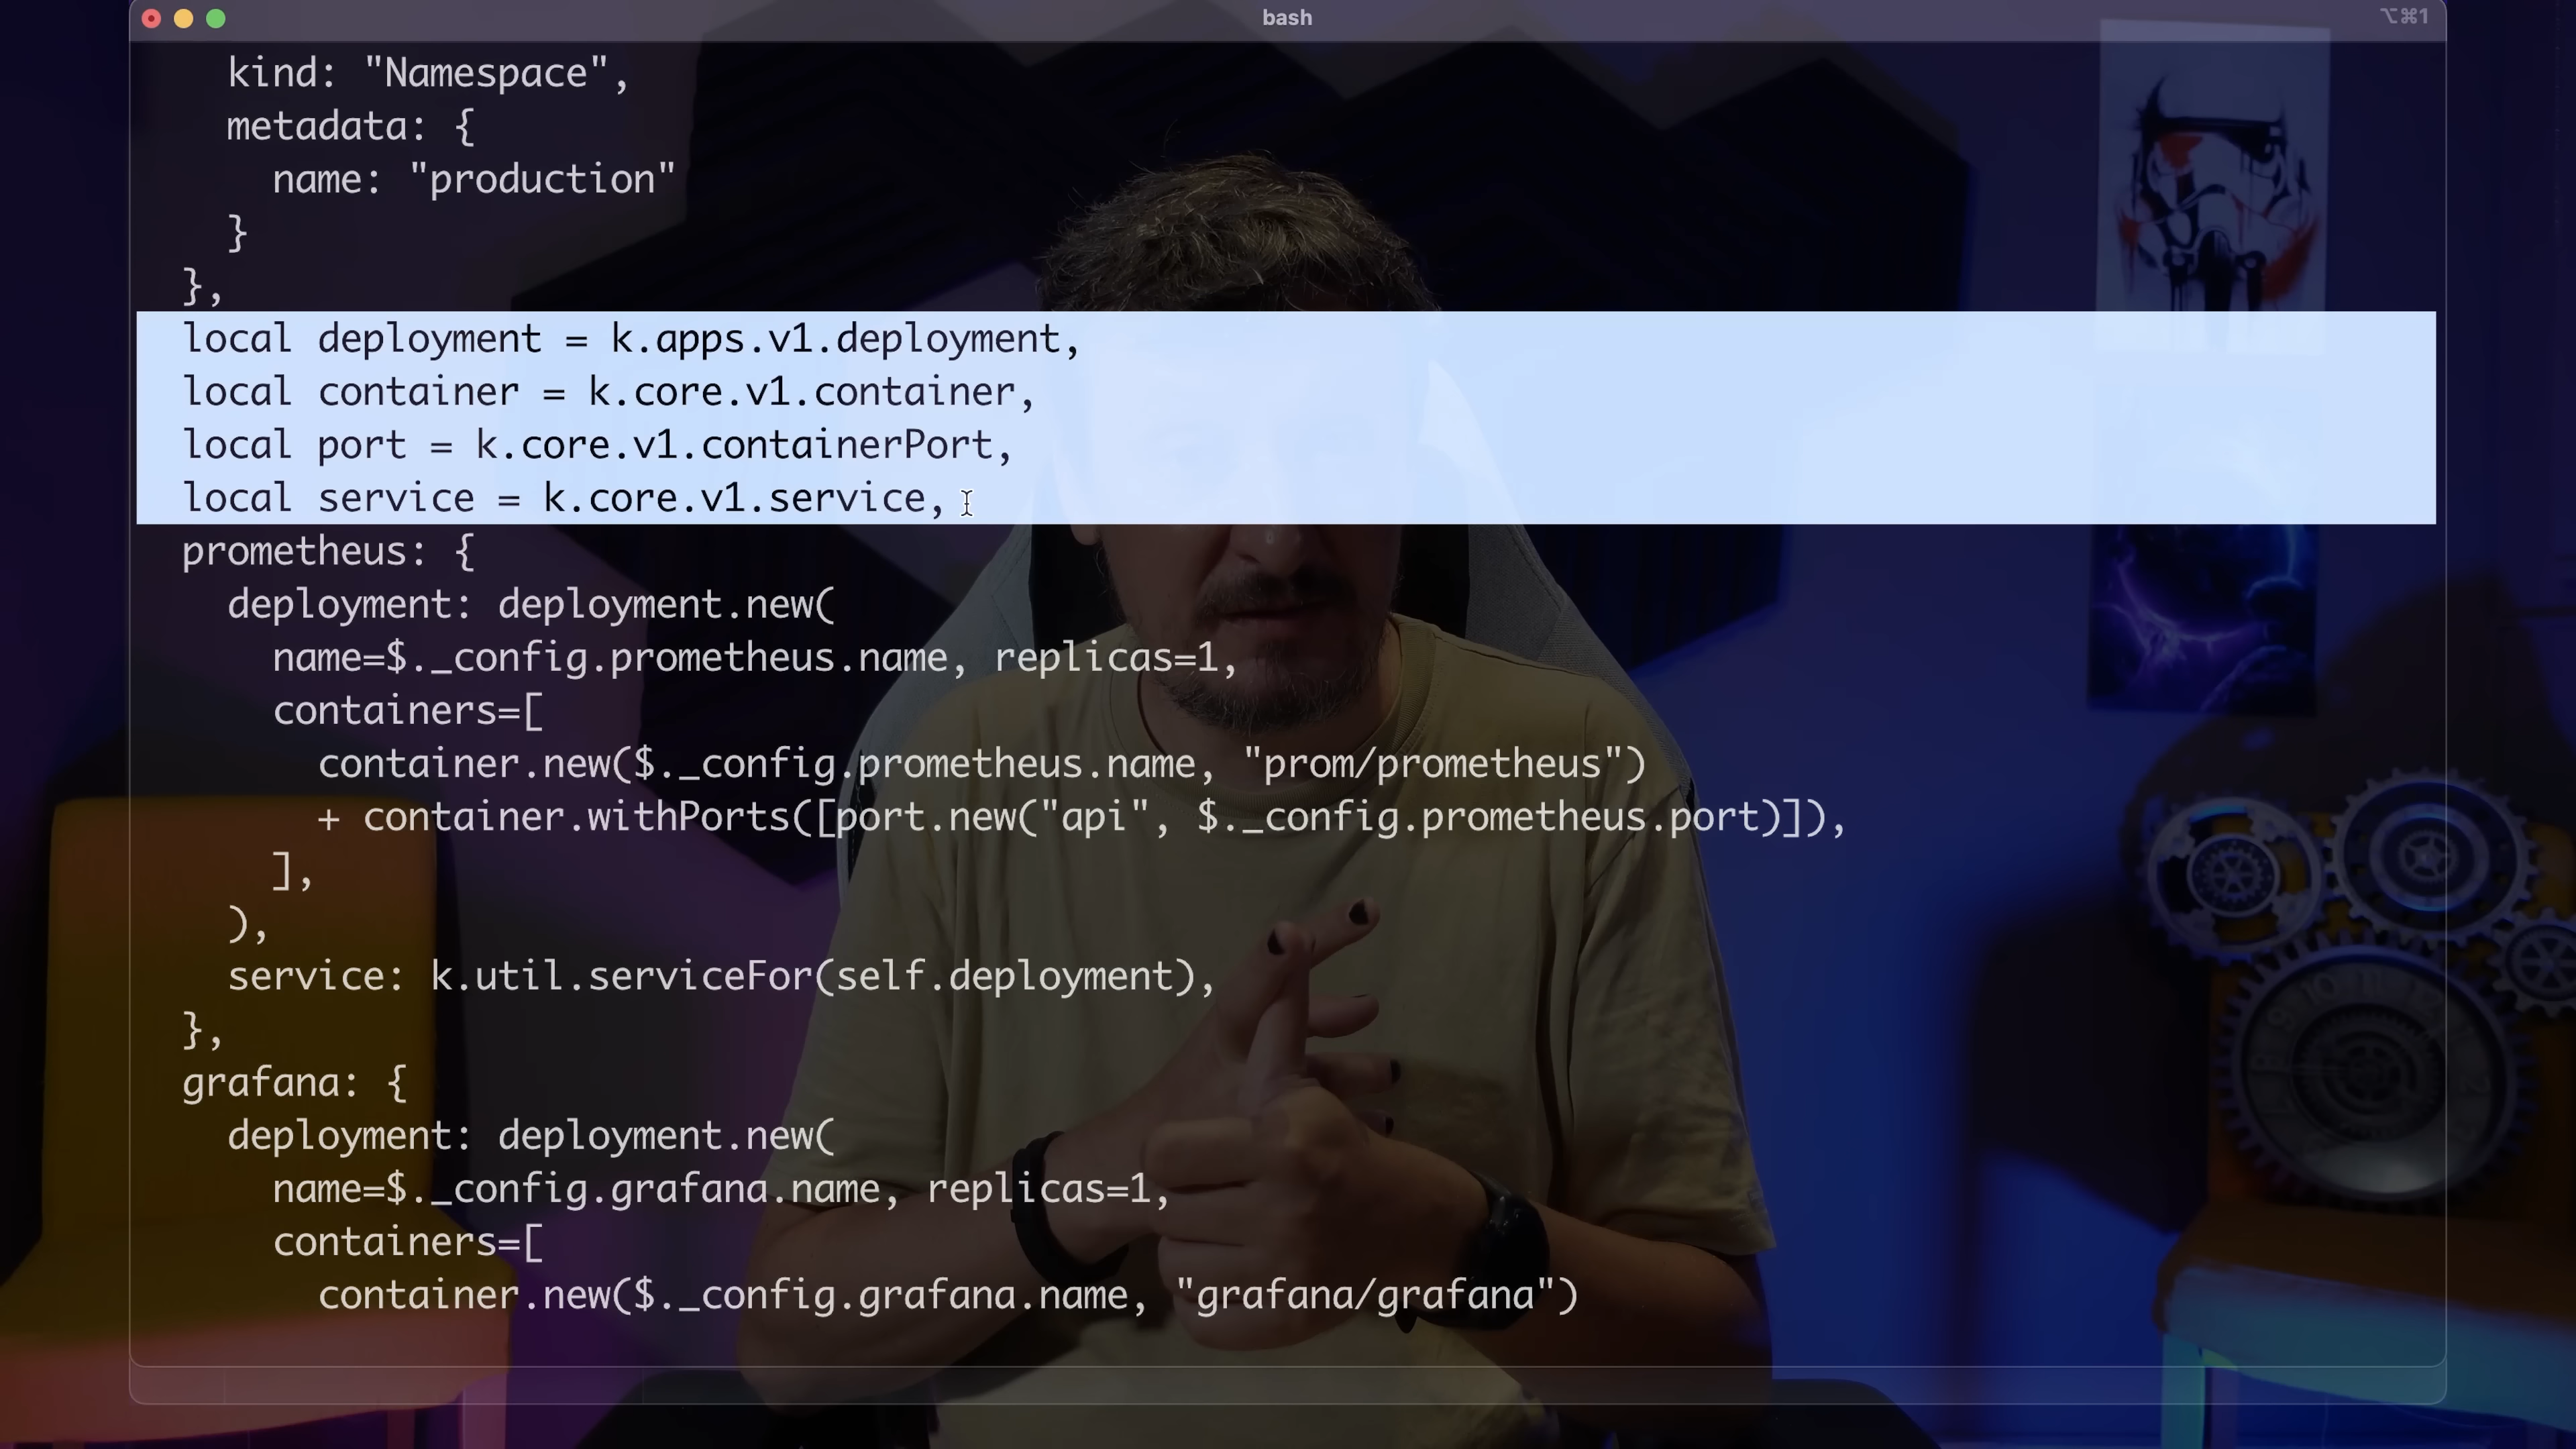 bash
⌥⌘1
kind: "Namespace",
metadata: {
name: "production"
}
},
local deployment = k.apps.v1.deployment,
local container = k.core.v1.container,
local port = k.core.v1.containerPort,
local service = k.core.v1.service,
prometheus: {
deployment: deployment.new(
name=$._config.prometheus.name, replicas=1,
containers=[
container.new($._config.prometheus.name, "prom/prometheus")
+ container.withPorts([port.new("api", $._config.prometheus.port)]),
],
),
service: k.util.serviceFor(self.deployment),
},
grafana: {
deployment: deployment.new(
name=$._config.grafana.name, replicas=1,
containers=[
container.new($._config.grafana.name, "grafana/grafana")